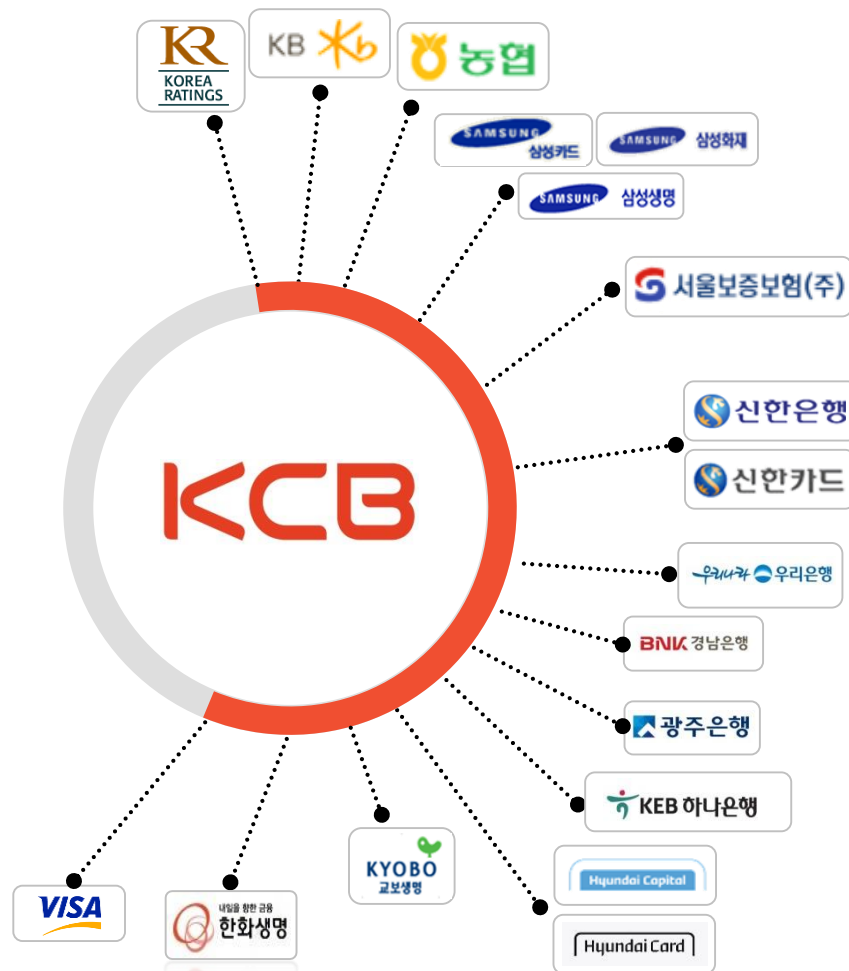 KR
KOREA
RATINGS
KB
농협
SAMSUNG
삼성카드
SAMSUNG 삼성화재
SAMSUNG 삼성생명
서울보증보험(주)
신한은행
신한카드
KCB
우리나라 우리은행
BNK 경남은행
광주은행
KEB 하나은행
Hyundai Capital
Hyundai Card
KYOBO
교보생명
내일을 향한 금융
한화생명
VISA